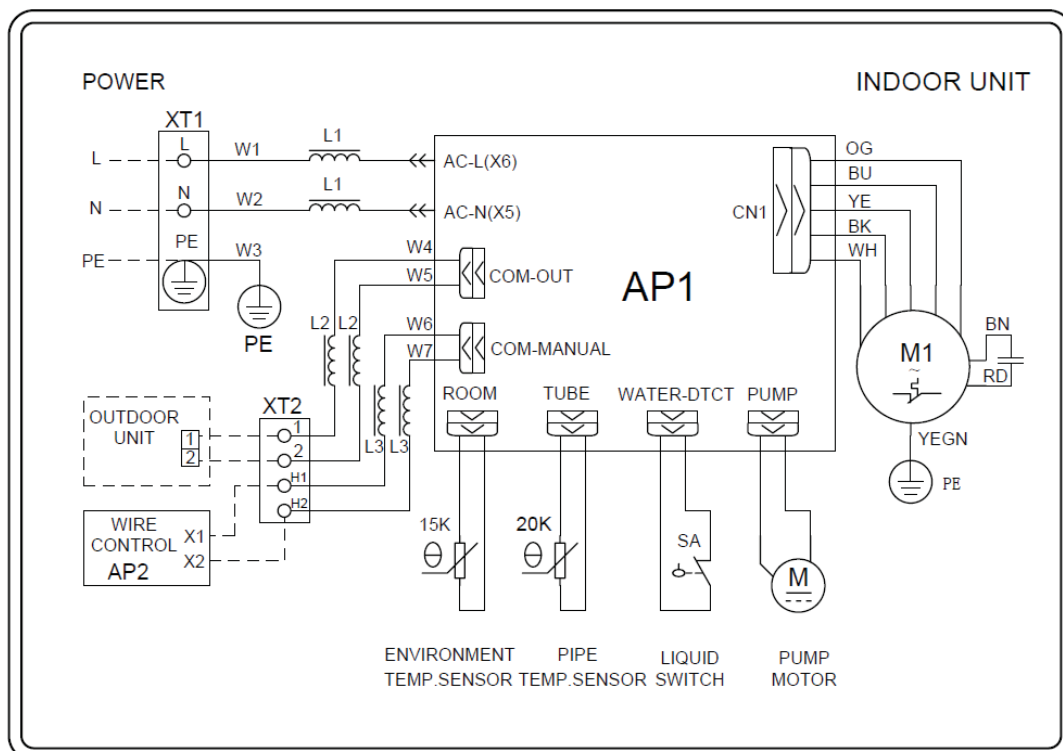 POWER
INDOOR UNIT
XT1
L
L
W1
L1
AC-L(X6)
N
N
W2
L1
AC-N(X5)
PE
PE
W3
PE
W4
W5
COM-OUT
W6
W7
COM-MANUAL
AP1
CN1
OG
BU
YE
BK
WH
M1
~
BN
RD
YEGN
PE
L2
L2
L3
L3
ROOM
TUBE
WATER-DTCT
PUMP
OUTDOOR
UNIT
1
2
XT2
1
2
H1
H2
WIRE
CONTROL
AP2
X1
X2
15K
20K
SA
M
ENVIRONMENT
TEMP.SENSOR
PIPE
TEMP.SENSOR
LIQUID
SWITCH
PUMP
MOTOR